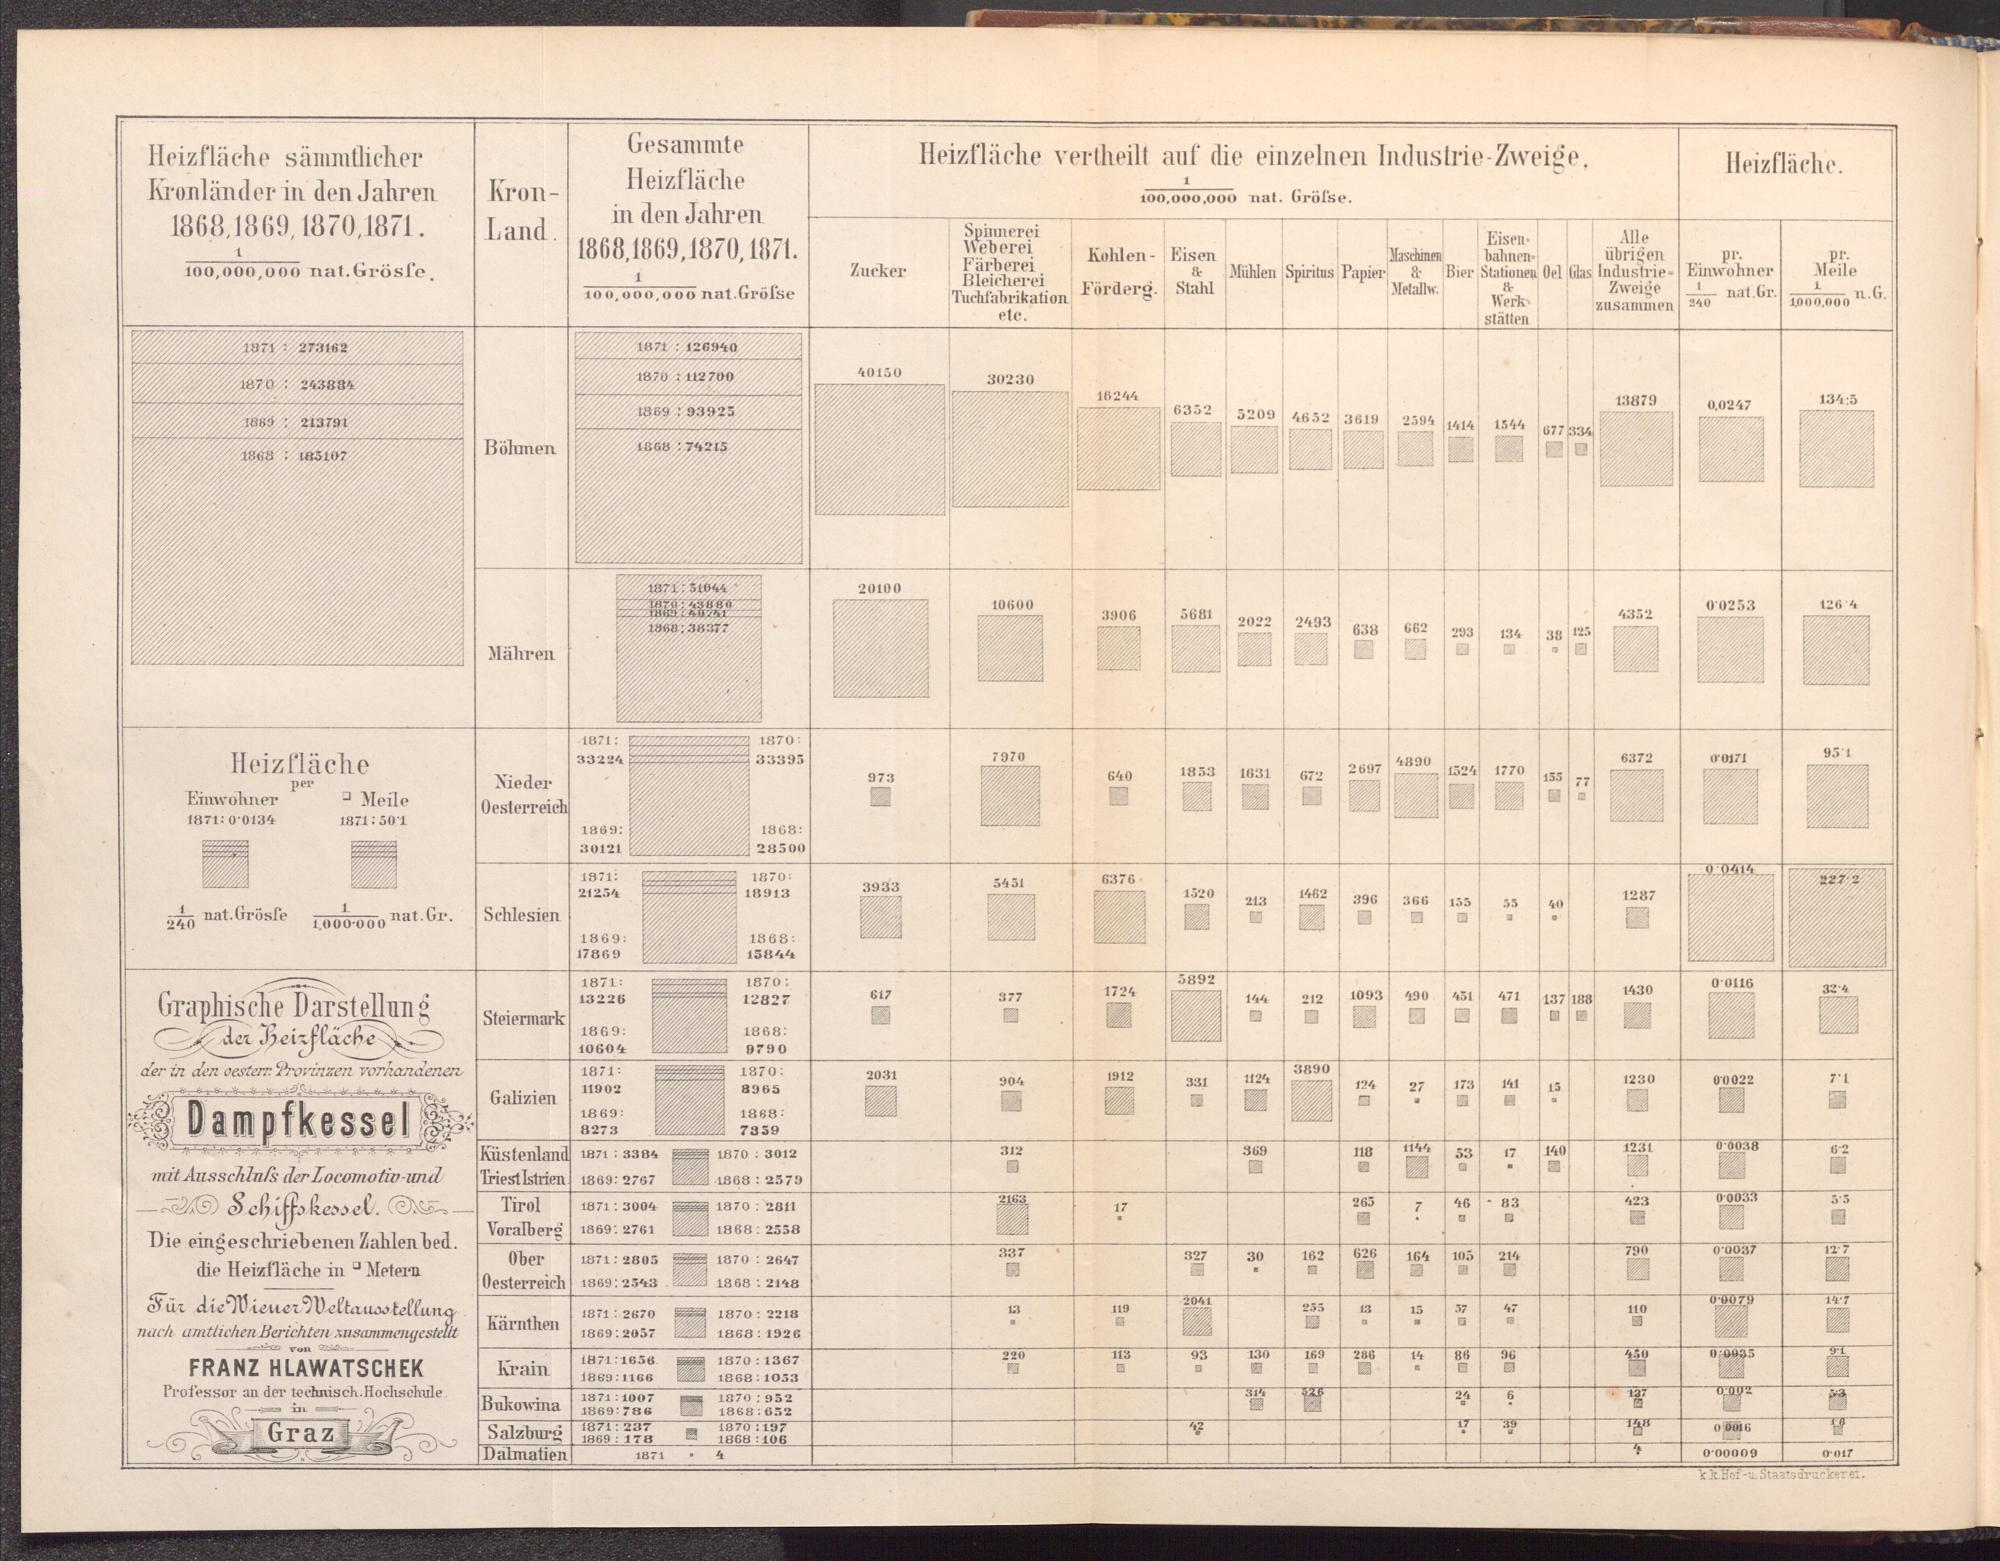 Heizfläche sämmtlicher
Kronländer in den Jahren
1868, 1869, 1870, 1871.
1/100,000,000 nat. Grösse.
Kron-
Land.
Gesammte
Heizfläche
in den Jahren
1868, 1869, 1870, 1871.
1/100,000,000 nat. Größe
Heizfläche vertheilt auf die einzelnen Industrie-Zweige,
1/100,000,000 nat. Größe.
Heizfläche.
Zucker
Spinnerei
Weberei
Färberei
Bleicherei
Tuchfabrikation
etc.
Kohlen-
Förderg.
Eisen
&
Stahl
Mühlen
Spiritus
Papier
Maschinen
&
Metallw.
Bier
Eisen-
bahnen-
Stationen
&
Werk-
stätten
Oel
Glas
Alle
übrigen
Industrie-
Zweige
zusammen
pr.
Einwohner
1/240 nat. Gr.
pr.
Meile
1/1,000,000 n. G.
1871 : 273162
1870 : 243884
1869 : 213791
1868 : 185107
Böhmen
1871 : 126940
1870 : 112700
1869 : 93925
1868 : 74215
40150 30230 16244 6352 5209 4652 3619 2594 1414 1544 677 334 13879 0,0247 134·5
Mähren
1871 : 51044
1870 : 43880
1869 : 40741
1868 : 38377
20100 10600 3906 5681 2022 2493 638 662 293 134 38 125 4352 0·0253 126·4
Heizfläche
per
Einwohner □ Meile
1871: 0·0134 1871: 50·1
1/240 nat. Grösse 1/1,000·000 nat. Gr.
Nieder
Oesterreich
1871: 33224 1870: 33395
1869: 30121 1868: 28500
973 7970 640 1853 1631 672 2697 4890 1524 1770 155 77 6372 0·0171 95·1
Schlesien
1871: 21254 1870: 18913
1869: 17869 1868: 15844
3933 5451 6376 1520 213 1462 396 366 155 55 40 1287 0·0414 227·2
Steiermark
1871: 13226 1870: 12827
1869: 10604 1868: 9790
617 377 1724 5892 144 212 1093 490 451 471 137 188 1430 0·0116 32·4
Galizien
1871: 11902 1870: 8965
1869: 8273 1868: 7359
2031 904 1912 331 1124 3890 124 27 173 141 15 1230 0·0022 7·1
Küstenland
Triest Istrien
1871 : 3384 1870 : 3012
1869: 2767 1868 : 2579
312 369 118 1144 53 17 140 1231 0·0038 6·2
Tirol
Voralberg
1871 : 3004 1870 : 2811
1869 : 2761 1868 : 2558
2163 17 265 7 46 83 423 0·0033 5·5
Ober
Oesterreich
1871 : 2805 1870 : 2647
1869 : 2543 1868 : 2148
337 327 30 162 626 164 105 214 790 0·0037 12·7
Kärnthen
1871 : 2670 1870 : 2218
1869 : 2057 1868 : 1926
13 119 2041 255 13 15 57 47 110 0·0079 14·7
Krain
1871 : 1656 1870 : 1367
1869 : 1166 1868 : 1053
220 113 93 130 169 286 14 86 96 450 0·0035 9·1
Bukowina
1871 : 1007 1870 : 952
1869 : 786 1868 : 652
314 526 24 6 137 0,002 5·3
Salzburg
1871 : 237 1870 : 197
1869 : 178 1868 : 106
42 17 39 148 0·0016
Dalmatien
1871 4
4 0·00009 0·017
Graphische Darstellung
der Heizfläche
der in den oesterr. Provinzen vorhandenen
Dampfkessel
mit Ausschluß der Locomotiv- und
Schiffskessel.
Die eingeschriebenen Zahlen bed.
die Heizfläche in □ Metern
Für die Wiener Weltausstellung
nach amtlichen Berichten zusammengestellt
von
FRANZ HLAWATSCHEK
Professor an der technisch. Hochschule
in
Graz
k. k. Hof- u. Staatsdruckerei.